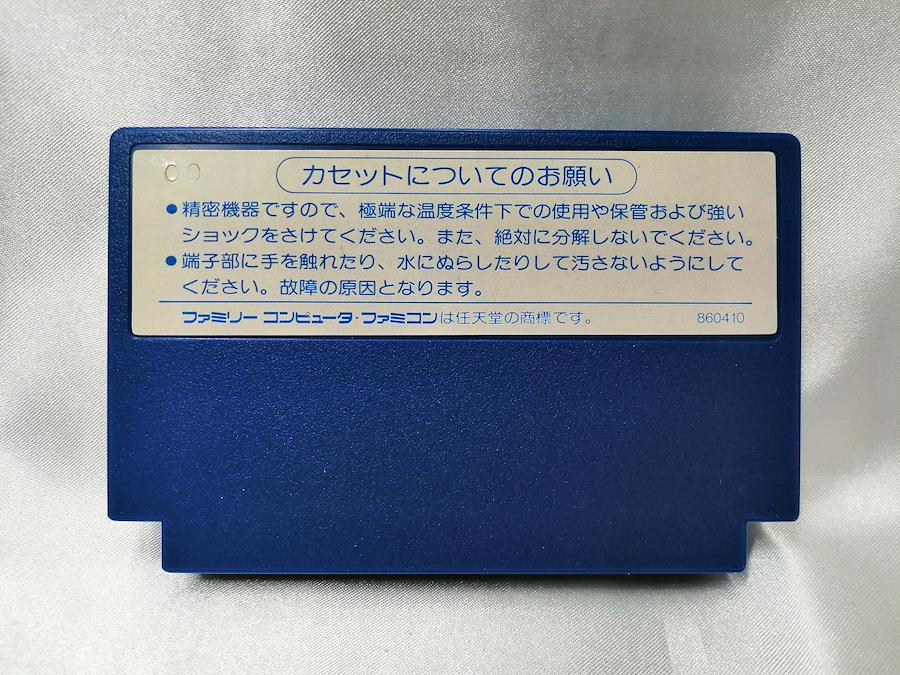 00
カセットについてのお願い
●精密機器ですので、極端な温度条件下での使用や保管および強い
ショックをさけてください。また、絶対に分解しないでください。
●端子部に手を触れたり、水にぬらしたりして汚さないようにして
ください。故障の原因となります。
ファミリー コンピュータ・ファミコンは任天堂の商標です。 860410